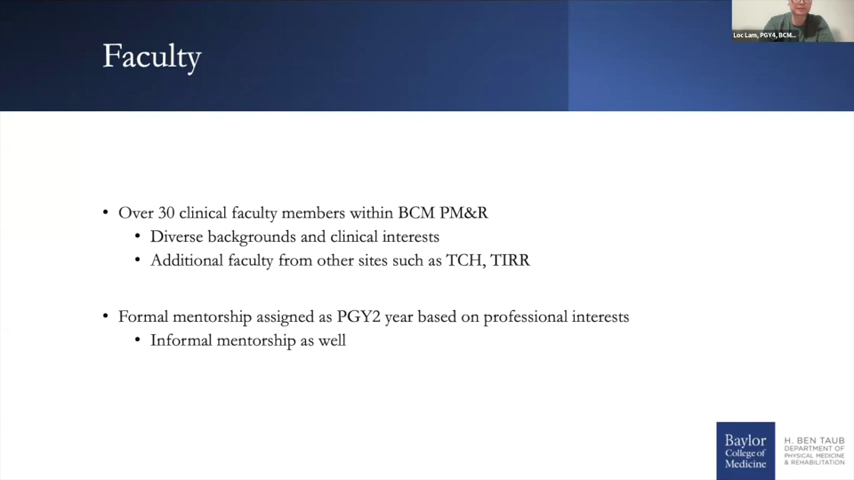 Faculty
Loc Lam, PGY4, BCM...
• Over 30 clinical faculty members within BCM PM&R
• Diverse backgrounds and clinical interests
• Additional faculty from other sites such as TCH, TIRR
• Formal mentorship assigned as PGY2 year based on professional interests
• Informal mentorship as well
Baylor
College of
Medicine
H. BEN TAUB
DEPARTMENT OF
PHYSICAL MEDICINE
& REHABILITATION